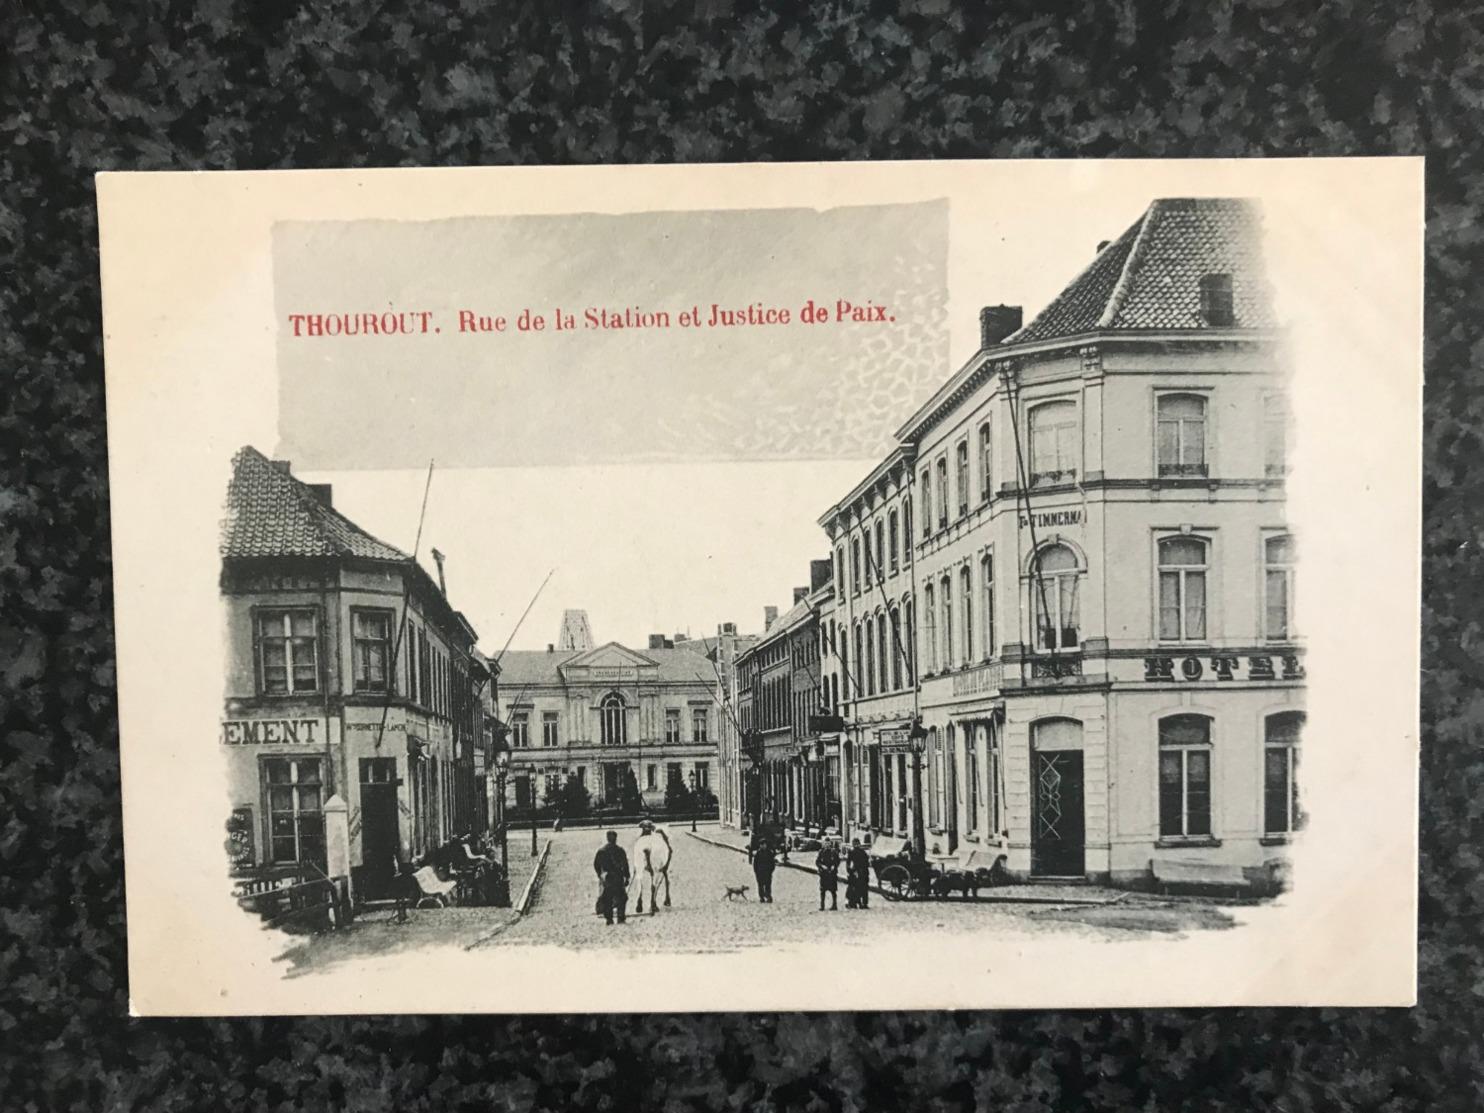 THOUROUT. Rue de la Station et Justice de Paix.
TIMMERMA
HOTEL
EMENT